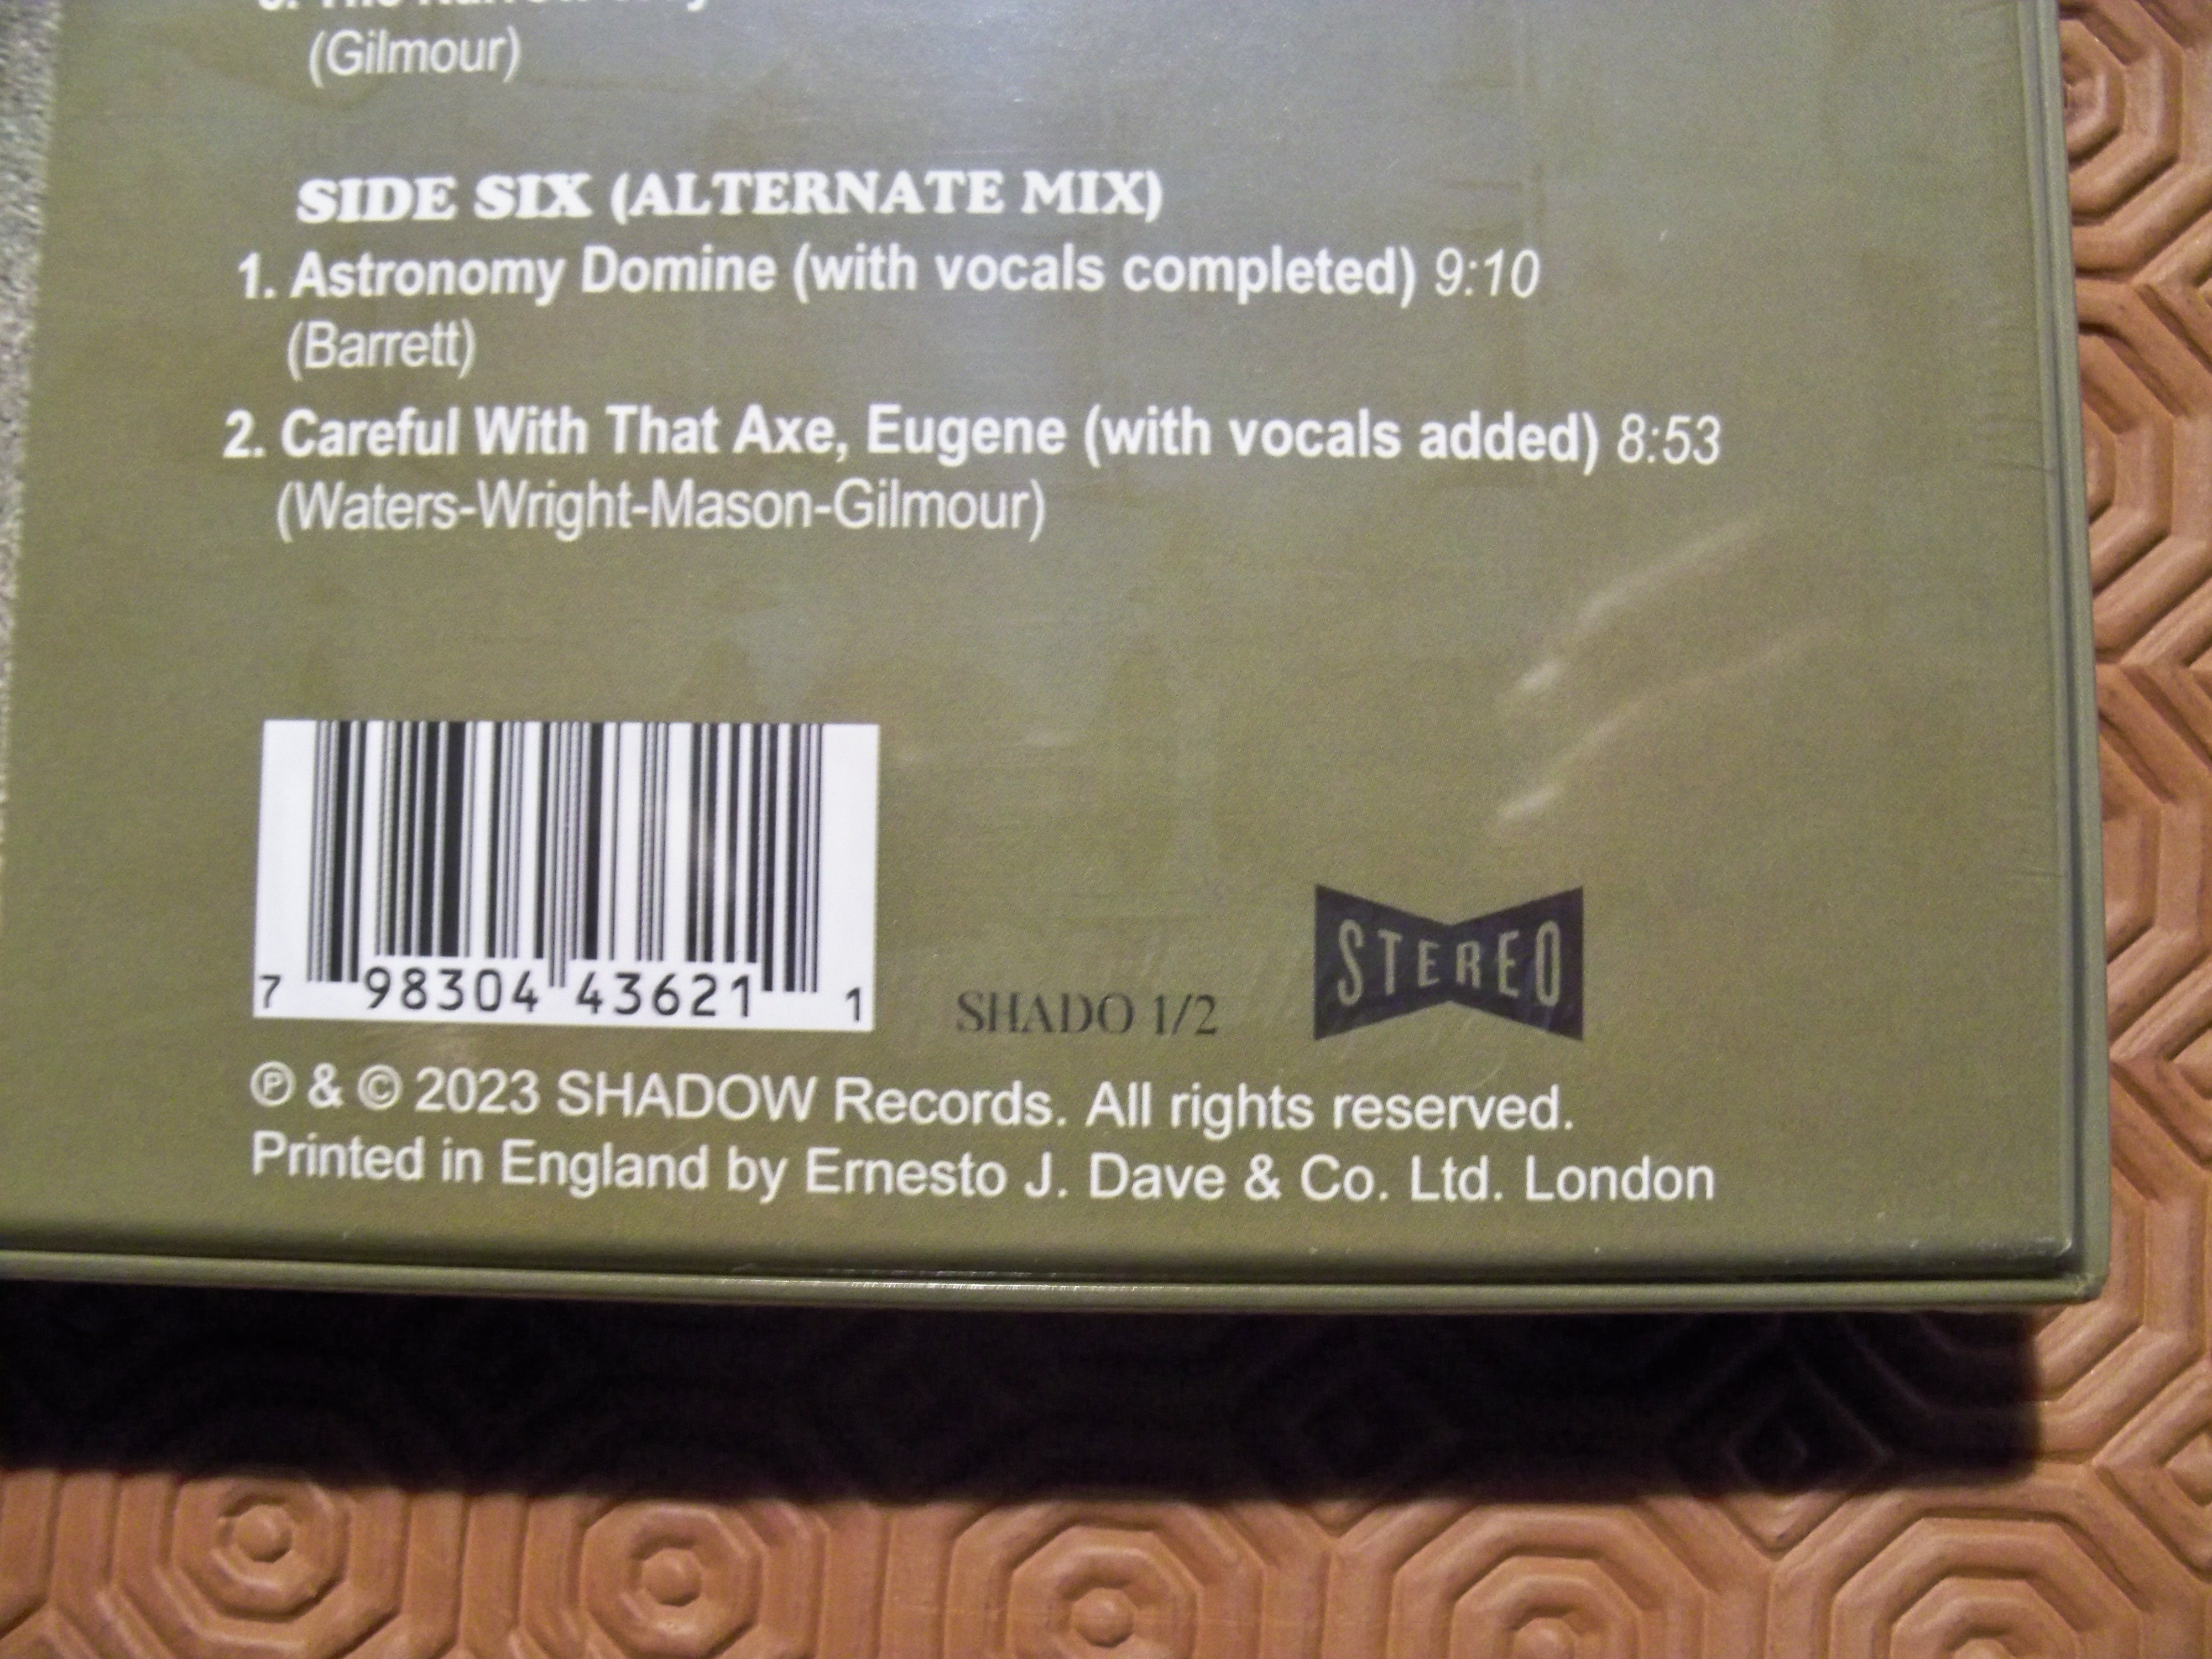 (Gilmour)
SIDE SIX (ALTERNATE MIX)
1. Astronomy Domine (with vocals completed) 9:10
(Barrett)
2. Careful With That Axe, Eugene (with vocals added) 8:53
(Waters-Wright-Mason-Gilmour)
7 98304 43621 1
SHADO 1/2
STEREO
℗ & © 2023 SHADOW Records. All rights reserved.
Printed in England by Ernesto J. Dave & Co. Ltd. London